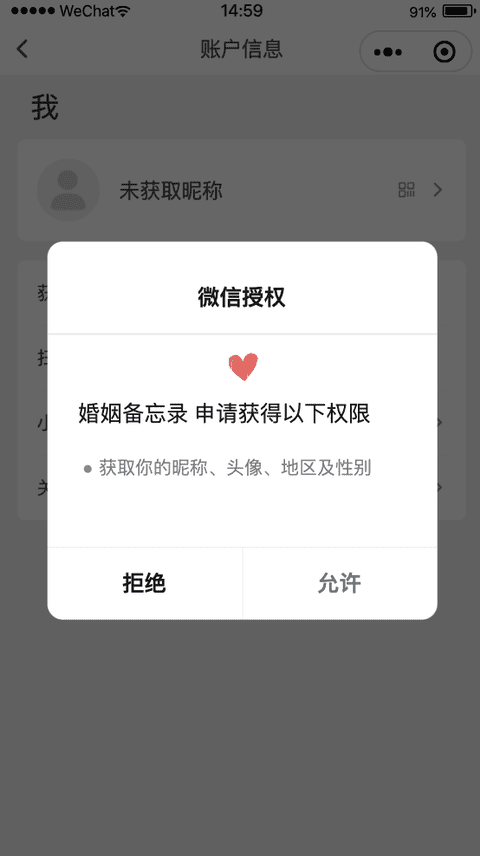 ●●●●● WeChat 14:59 91%
账户信息
我
未获取昵称
获
扫
小
关
微信授权
婚姻备忘录 申请获得以下权限
● 获取你的昵称、头像、地区及性别
拒绝 允许